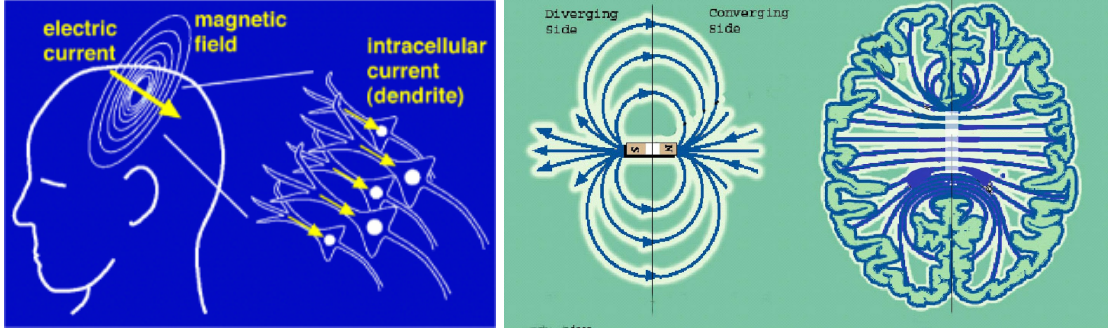 electric
current
magnetic
field
intracellular
current
(dendrite)
Diverging
Side
Converging
Side
S N